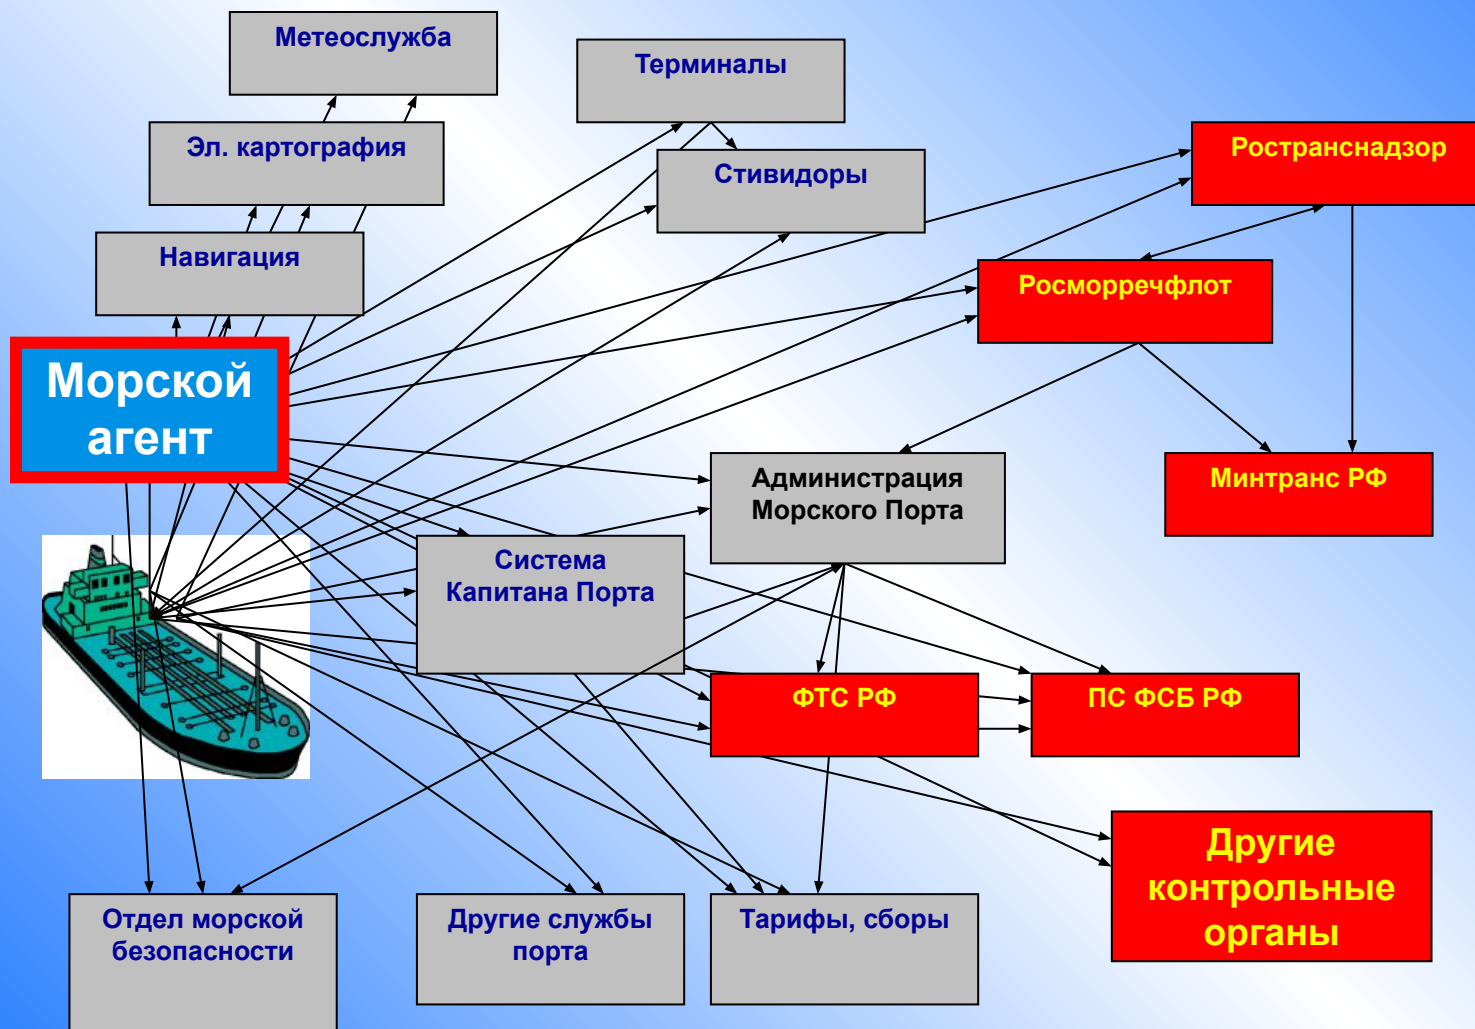 Метеослужба
Терминалы
Эл. картография
Ространснадзор
Стивидоры
Навигация
Росморречфлот
Морской
агент
Администрация
Морского Порта
Минтранс РФ
Система
Капитана Порта
ФТС РФ
ПС ФСБ РФ
Другие
контрольные
органы
Отдел морской
безопасности
Другие службы
порта
Тарифы, сборы